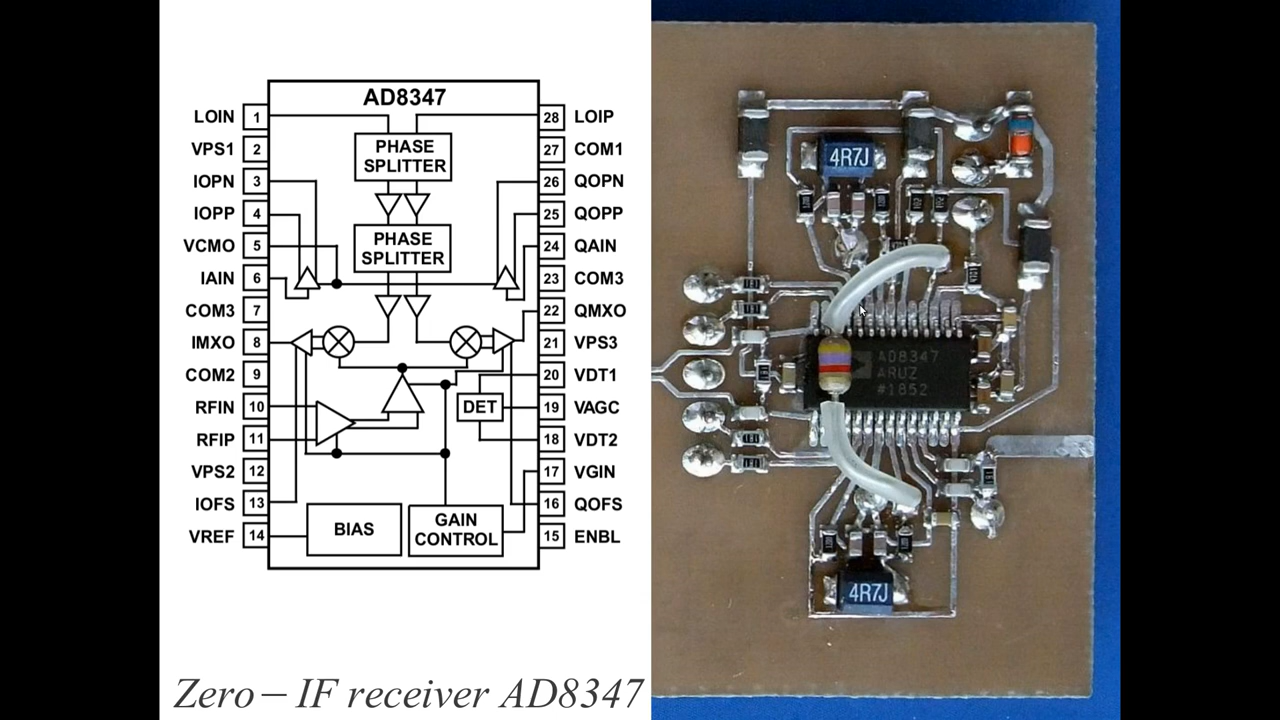 AD8347
LOIN 1
28 LOIP
VPS1 2
27 COM1
IOPN 3
26 QOPN
IOPP 4
25 QOPP
VCMO 5
24 QAIN
IAIN 6
23 COM3
COM3 7
22 QMXO
IMXO 8
21 VPS3
COM2 9
20 VDT1
RFIN 10
19 VAGC
RFIP 11
18 VDT2
VPS2 12
17 VGIN
IOFS 13
16 QOFS
VREF 14
15 ENBL
PHASE
SPLITTER
PHASE
SPLITTER
DET
BIAS
GAIN
CONTROL
Zero – IF receiver AD8347
4R7J
AD8347
ARUZ
#1852
4R7J